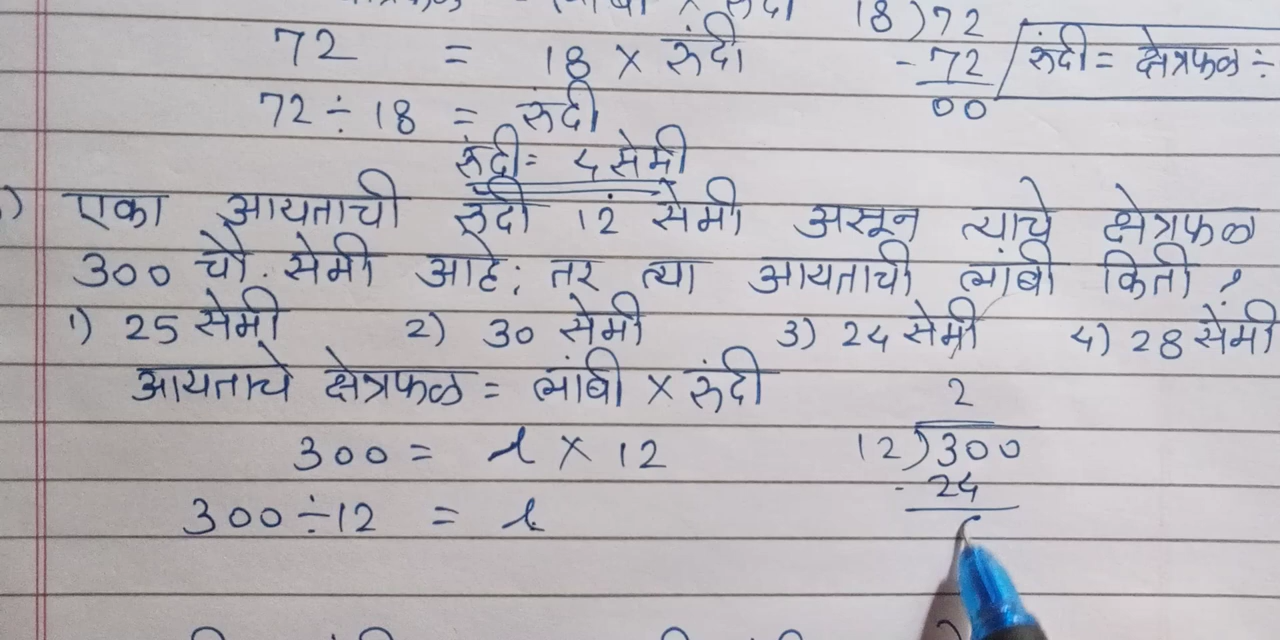 18)72
72 = 18 × रुंदी
- 72
रुंदी = क्षेत्रफळ ÷
00
72 ÷ 18 = रुंदी
रुंदी = 4 सेमी
) एका आयताची रुंदी 12 सेमी असून त्याचे क्षेत्रफळ
300 चौ. सेमी आहे; तर त्या आयताची लांबी किती ?
1) 25 सेमी 2) 30 सेमी 3) 24 सेमी 4) 28 सेमी
आयताचे क्षेत्रफळ = लांबी × रुंदी
300 = l × 12
300 ÷ 12 = l
2
12)300
- 24